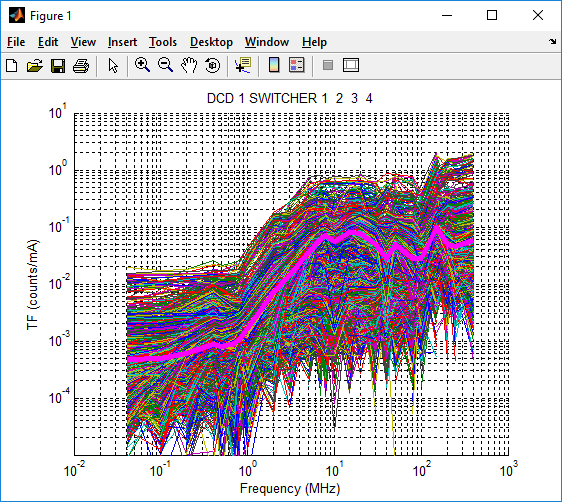 Figure 1
File Edit View Insert Tools Desktop Window Help
DCD 1 SWITCHER 1 2 3 4
10^1
10^0
10^-1
10^-2
10^-3
10^-4
TF (counts/mA)
10^-2 10^-1 10^0 10^1 10^2 10^3
Frequency (MHz)